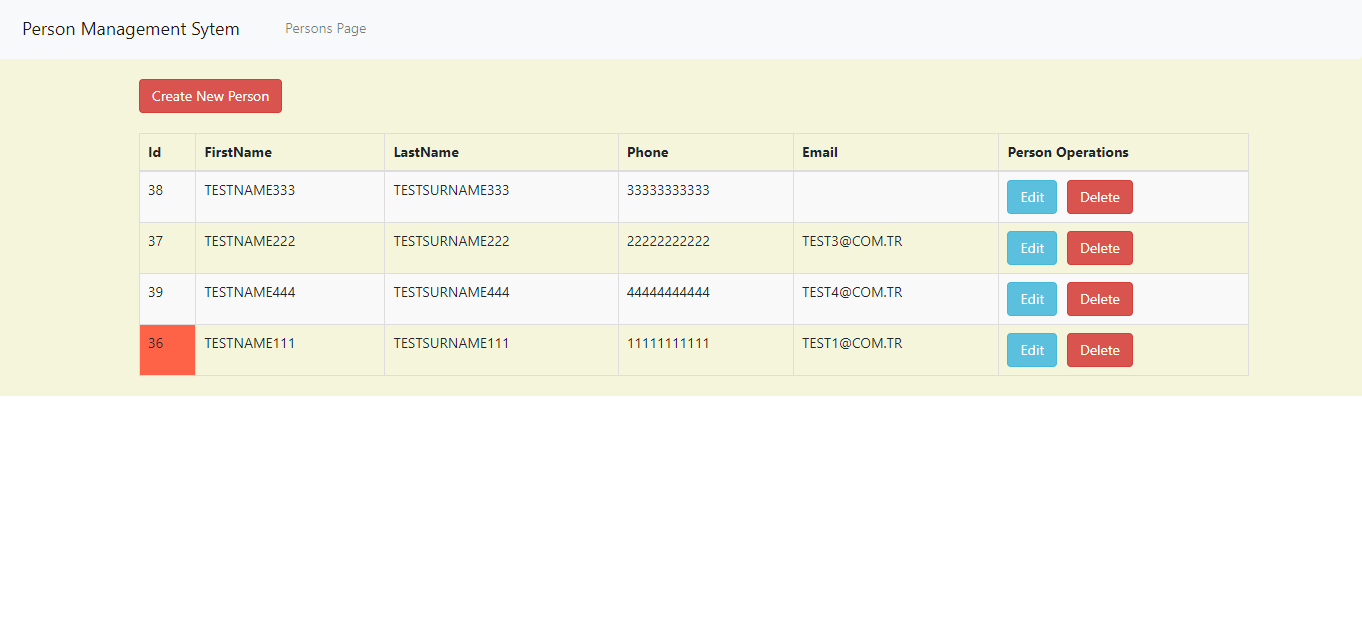 Person Management Sytem Persons Page
Create New Person
Id FirstName LastName Phone Email Person Operations
38 TESTNAME333 TESTSURNAME333 33333333333 Edit Delete
37 TESTNAME222 TESTSURNAME222 22222222222 TEST3@COM.TR Edit Delete
39 TESTNAME444 TESTSURNAME444 44444444444 TEST4@COM.TR Edit Delete
36 TESTNAME111 TESTSURNAME111 11111111111 TEST1@COM.TR Edit Delete